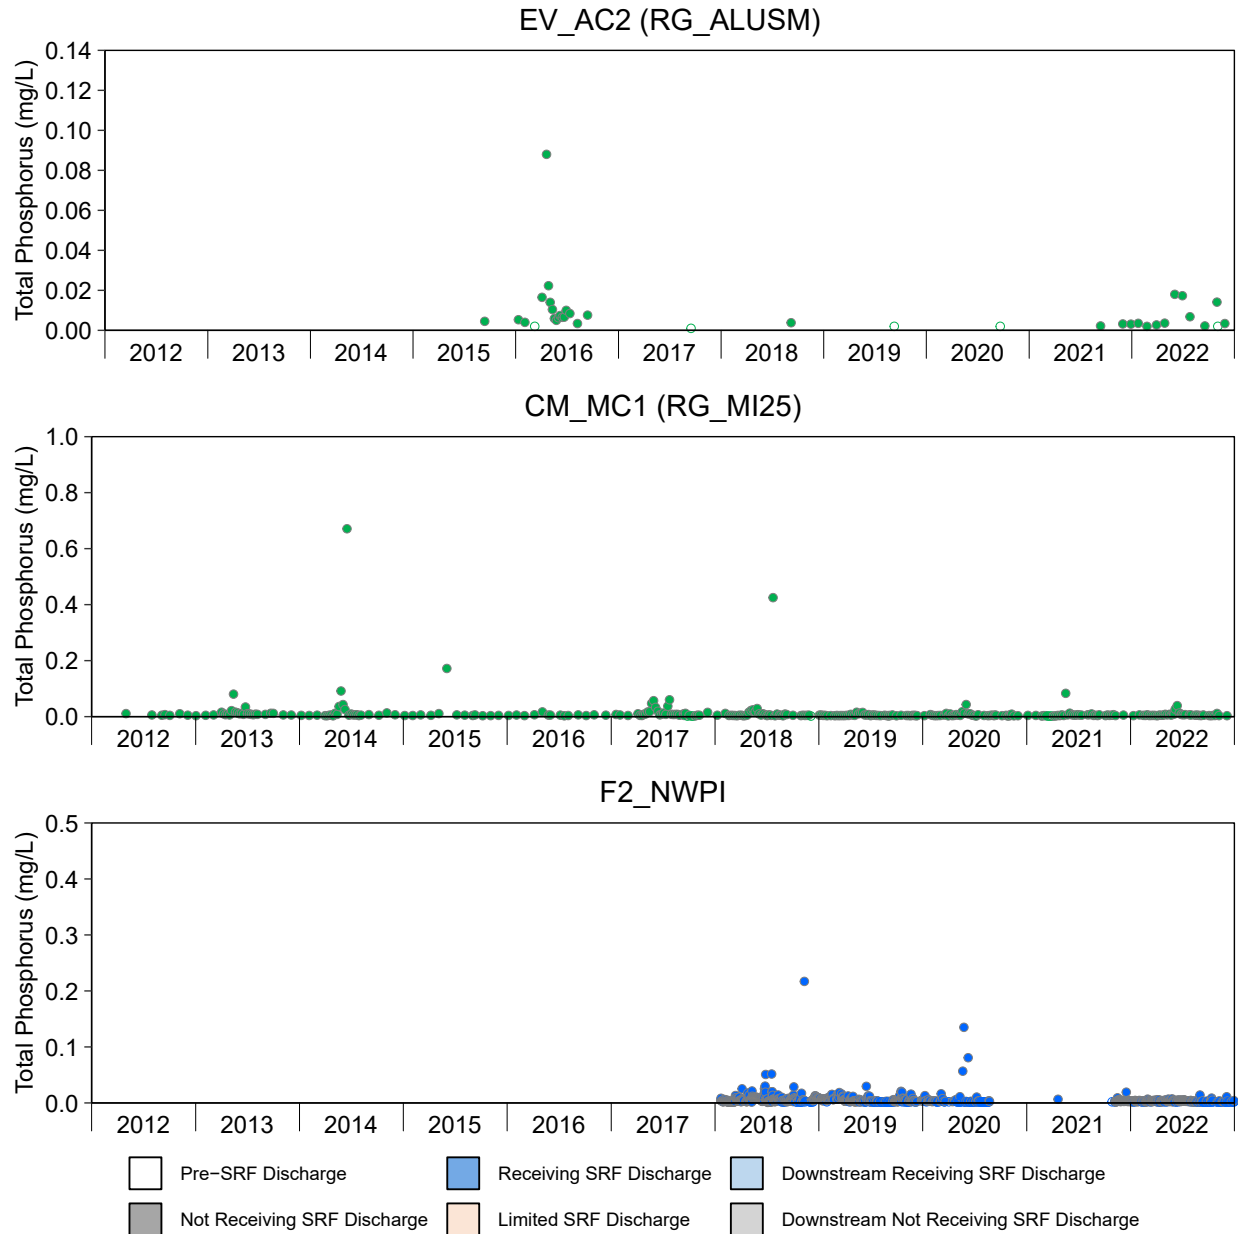 EV_AC2 (RG_ALUSM)
Total Phosphorus (mg/L)
0.14
0.12
0.10
0.08
0.06
0.04
0.02
0.00
2012 2013 2014 2015 2016 2017 2018 2019 2020 2021 2022
CM_MC1 (RG_MI25)
Total Phosphorus (mg/L)
1.0
0.8
0.6
0.4
0.2
0.0
2012 2013 2014 2015 2016 2017 2018 2019 2020 2021 2022
F2_NWPI
Total Phosphorus (mg/L)
0.5
0.4
0.3
0.2
0.1
0.0
2012 2013 2014 2015 2016 2017 2018 2019 2020 2021 2022
Pre−SRF Discharge Receiving SRF Discharge Downstream Receiving SRF Discharge
Not Receiving SRF Discharge Limited SRF Discharge Downstream Not Receiving SRF Discharge